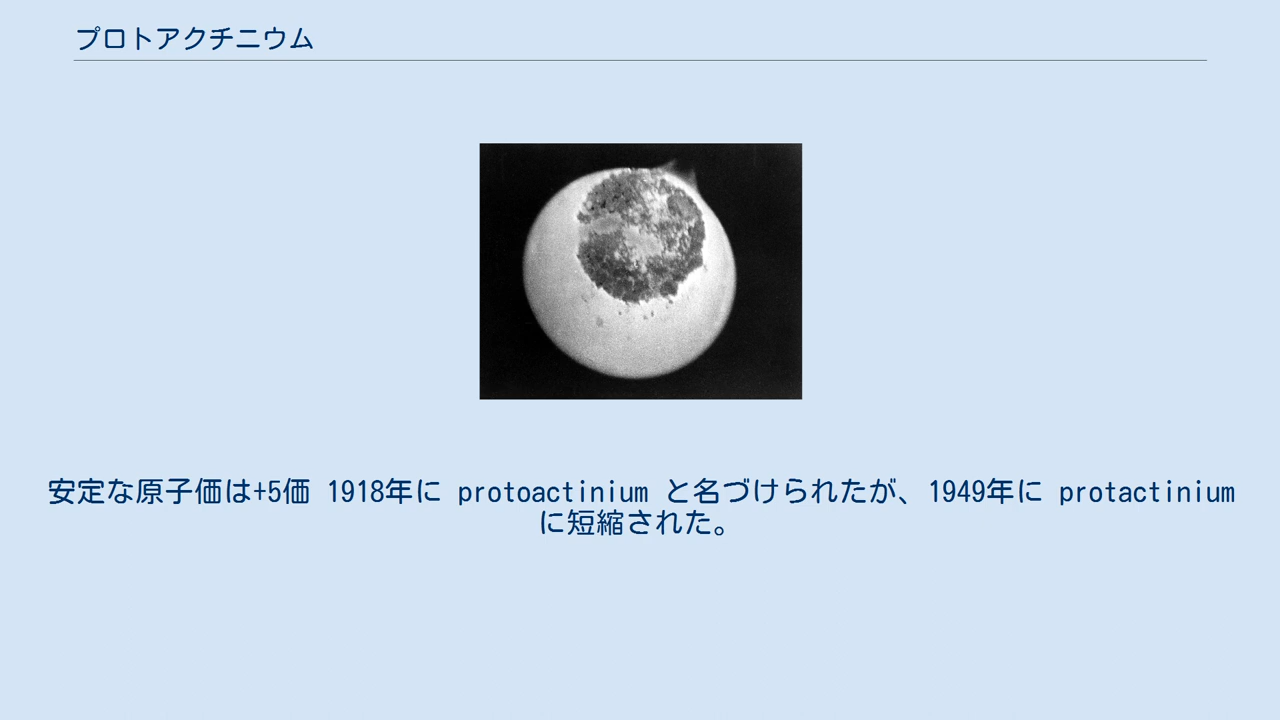 プロトアクチニウム
安定な原子価は+5価 1918年に protoactinium と名づけられたが、1949年に protactinium
に短縮された。